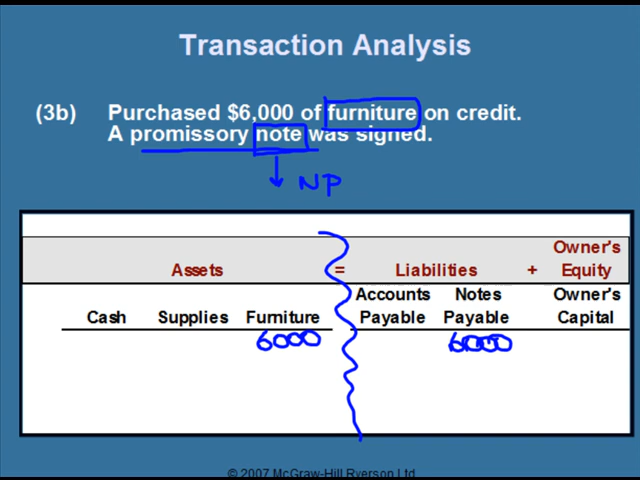 Transaction Analysis
(3b) Purchased $6,000 of furniture on credit.
A promissory note was signed.
NP
Owner's
Assets = Liabilities + Equity
Accounts Notes Owner's
Cash Supplies Furniture Payable Payable Capital
6000 6000
© 2007 McGraw-Hill Ryerson Ltd.